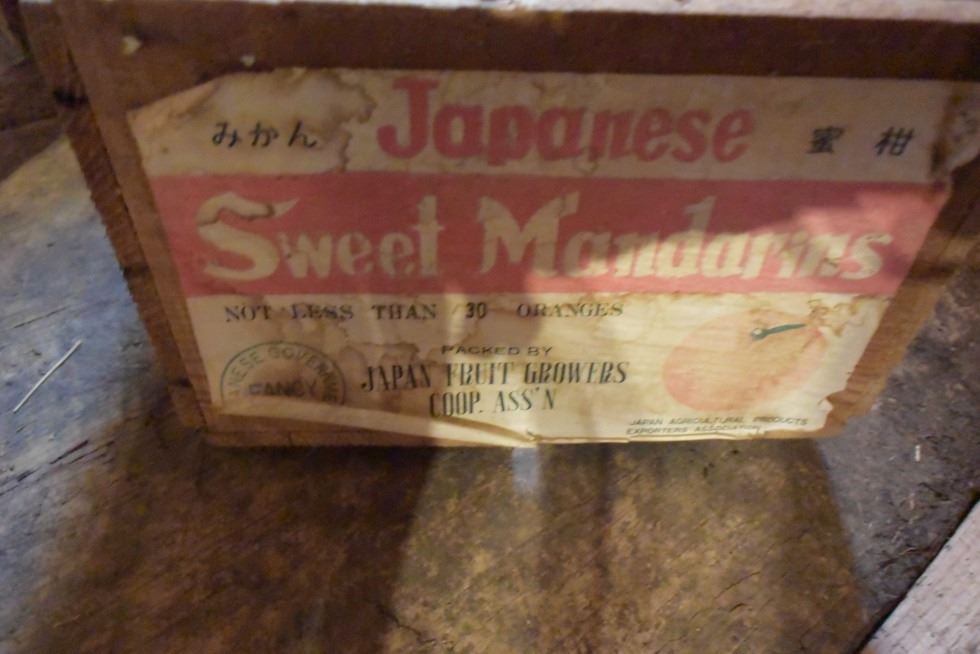 みかん Japanese 蜜柑
Sweet Mandarins
NOT LESS THAN 30 ORANGES
PACKED BY
JAPAN FRUIT GROWERS
COOP. ASS'N
FANCY
JAPAN AGRICULTURAL PRODUCTS
EXPORTERS' ASSOCIATION